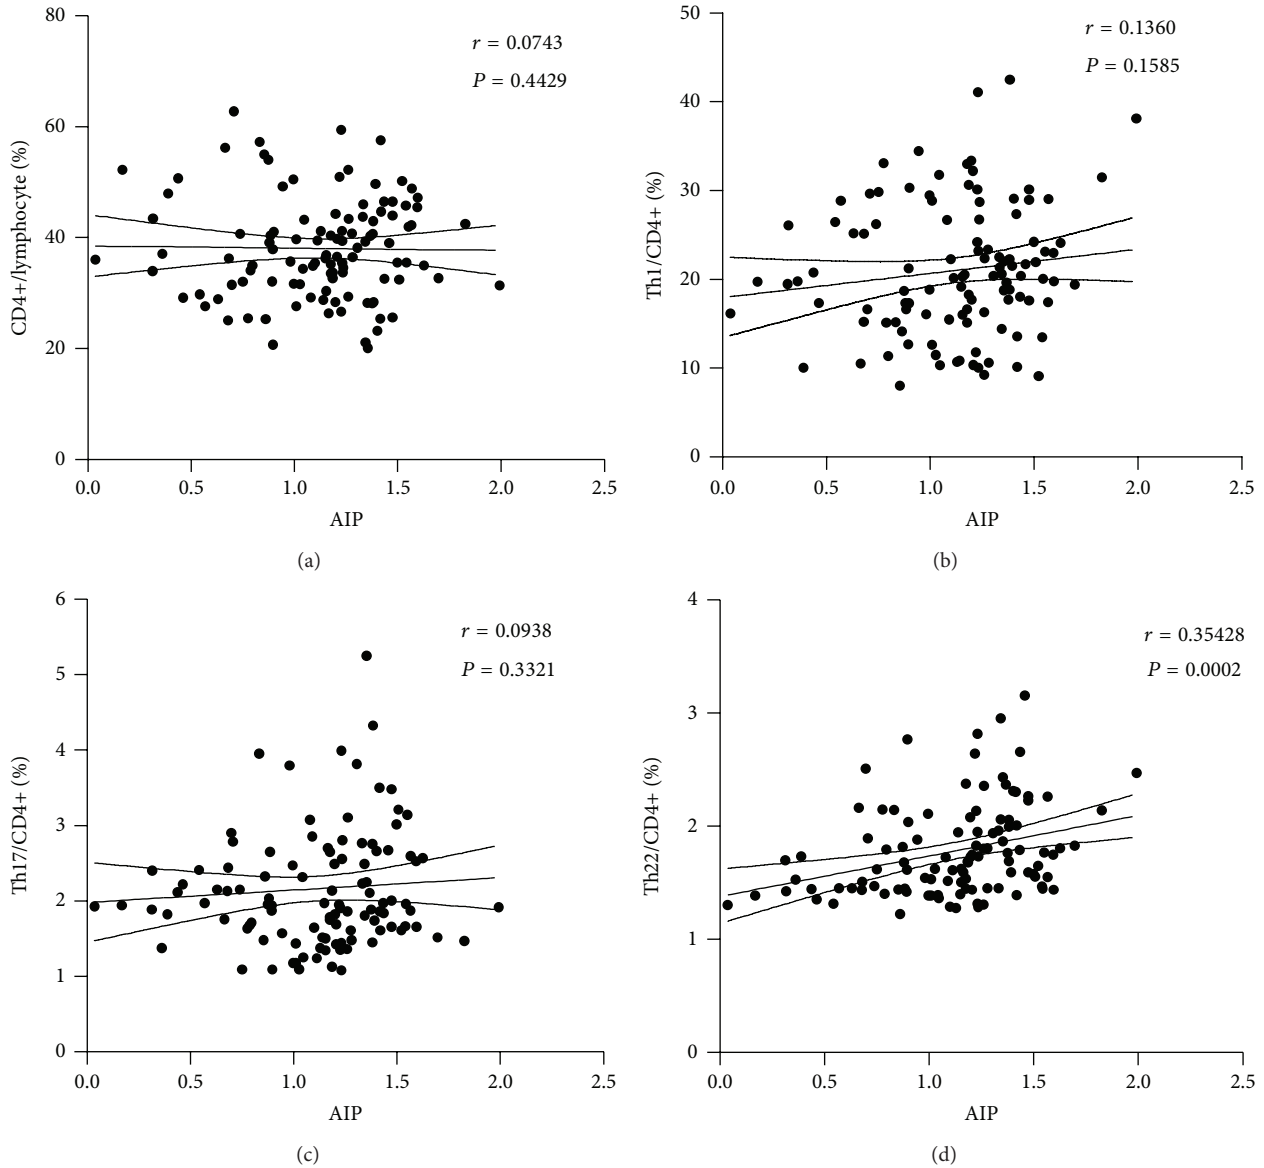 80
60
40
20
0
CD4+/lymphocyte (%)
r = 0.0743
P = 0.4429
0.0 0.5 1.0 1.5 2.0 2.5
AIP
(a)
50
40
30
20
10
0
Th1/CD4+ (%)
r = 0.1360
P = 0.1585
0.0 0.5 1.0 1.5 2.0 2.5
AIP
(b)
6
5
4
3
2
1
0
Th17/CD4+ (%)
r = 0.0938
P = 0.3321
0.0 0.5 1.0 1.5 2.0 2.5
AIP
(c)
4
3
2
1
0
Th22/CD4+ (%)
r = 0.35428
P = 0.0002
0.0 0.5 1.0 1.5 2.0 2.5
AIP
(d)